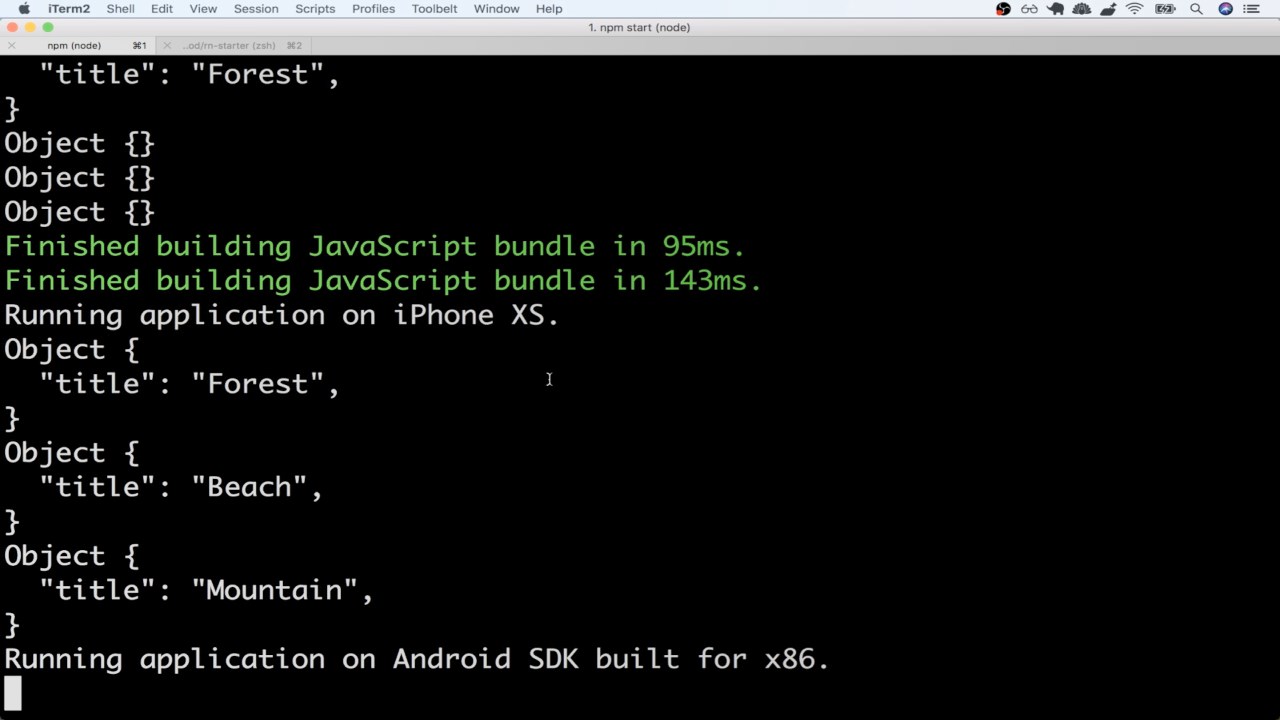 iTerm2 Shell Edit View Session Scripts Profiles Toolbelt Window Help
1. npm start (node)
npm (node) ⌘1 ...od/rn-starter (zsh) ⌘2
"title": "Forest",
}
Object {}
Object {}
Object {}
Finished building JavaScript bundle in 95ms.
Finished building JavaScript bundle in 143ms.
Running application on iPhone XS.
Object {
"title": "Forest",
}
Object {
"title": "Beach",
}
Object {
"title": "Mountain",
}
Running application on Android SDK built for x86.